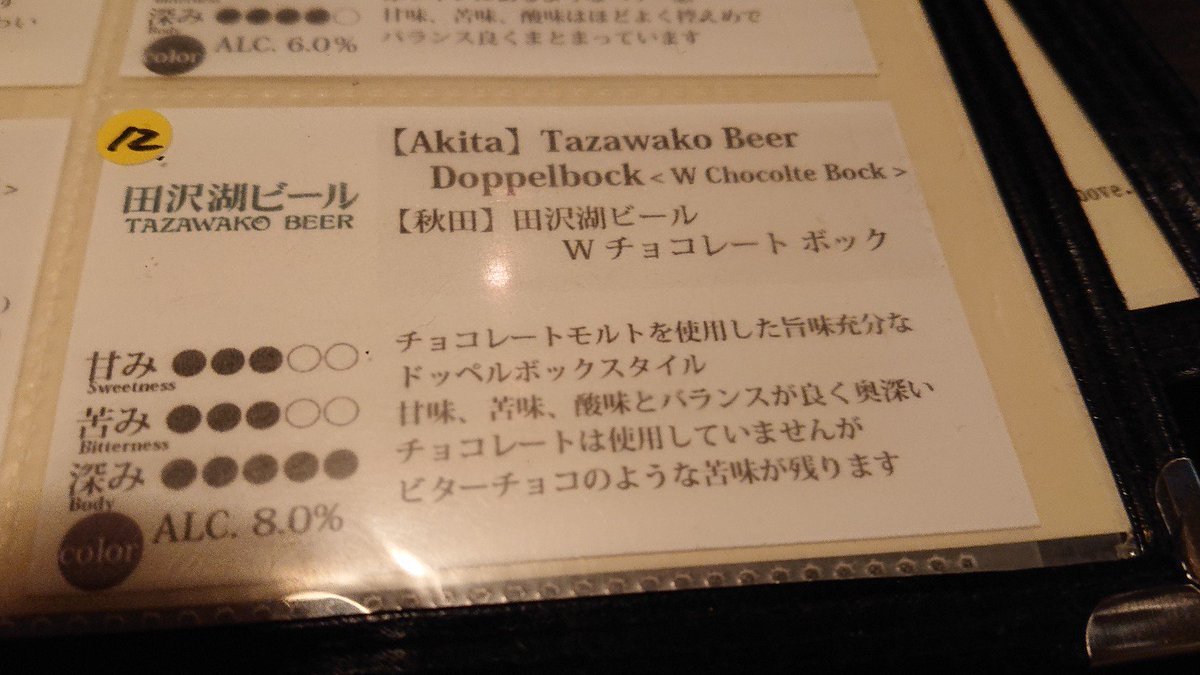 深み
ALC. 6.0%
color
甘味、苦味、酸味はほどよく控えめで
バランス良くまとまっています
12
田沢湖ビール
TAZAWAKO BEER
【Akita】Tazawako Beer
Doppelbock < W Chocolte Bock >
【秋田】田沢湖ビール
W チョコレート ボック
甘み
Sweetness
苦み
Bitterness
深み
Body
color
ALC. 8.0%
チョコレートモルトを使用した旨味充分な
ドッペルボックスタイル
甘味、苦味、酸味とバランスが良く奥深い
チョコレートは使用していませんが
ビターチョコのような苦味が残ります